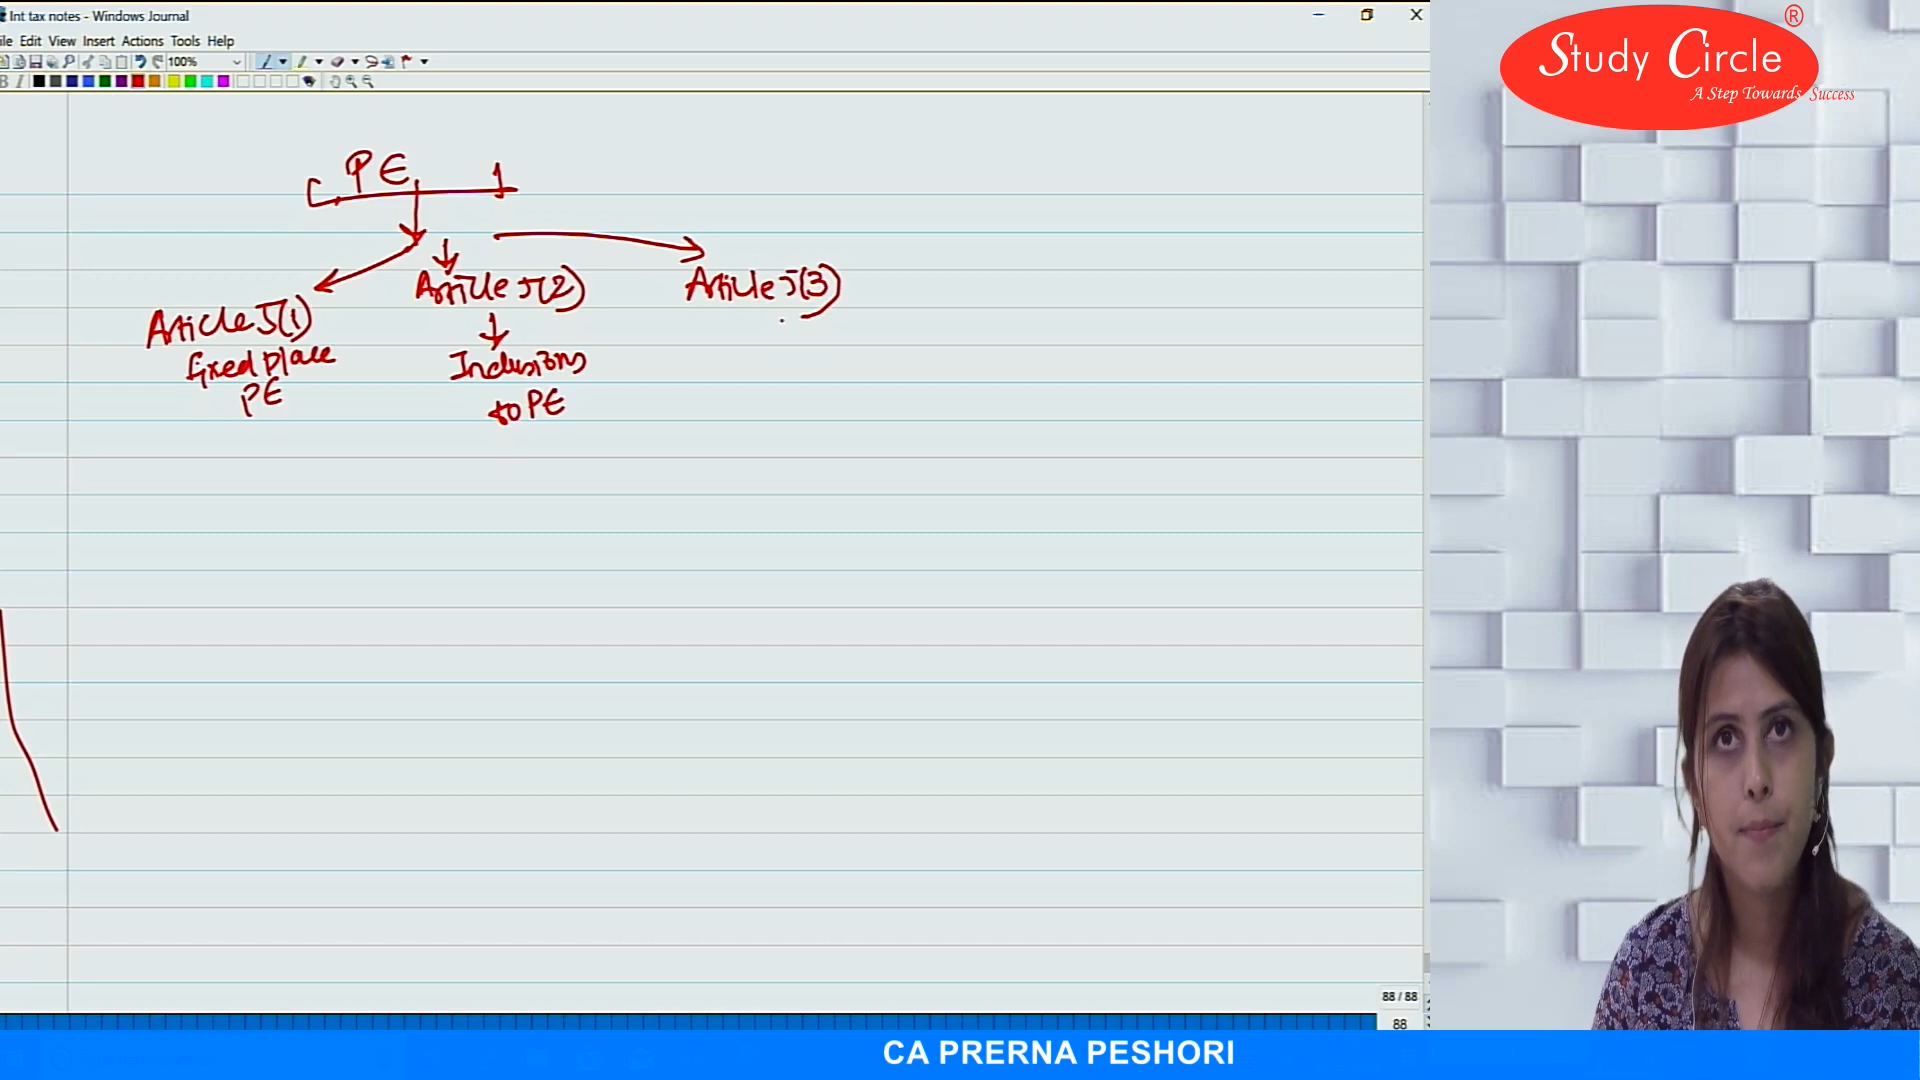 Int tax notes - Windows Journal
ile Edit View Insert Actions Tools Help
100%
B I
Study Circle ®
A Step Towards Success
PE
Article 5(1)
fixed place
PE
Article 5(2)
Inclusions
to PE
Article 5(3)
88 / 88
88
CA PRERNA PESHORI